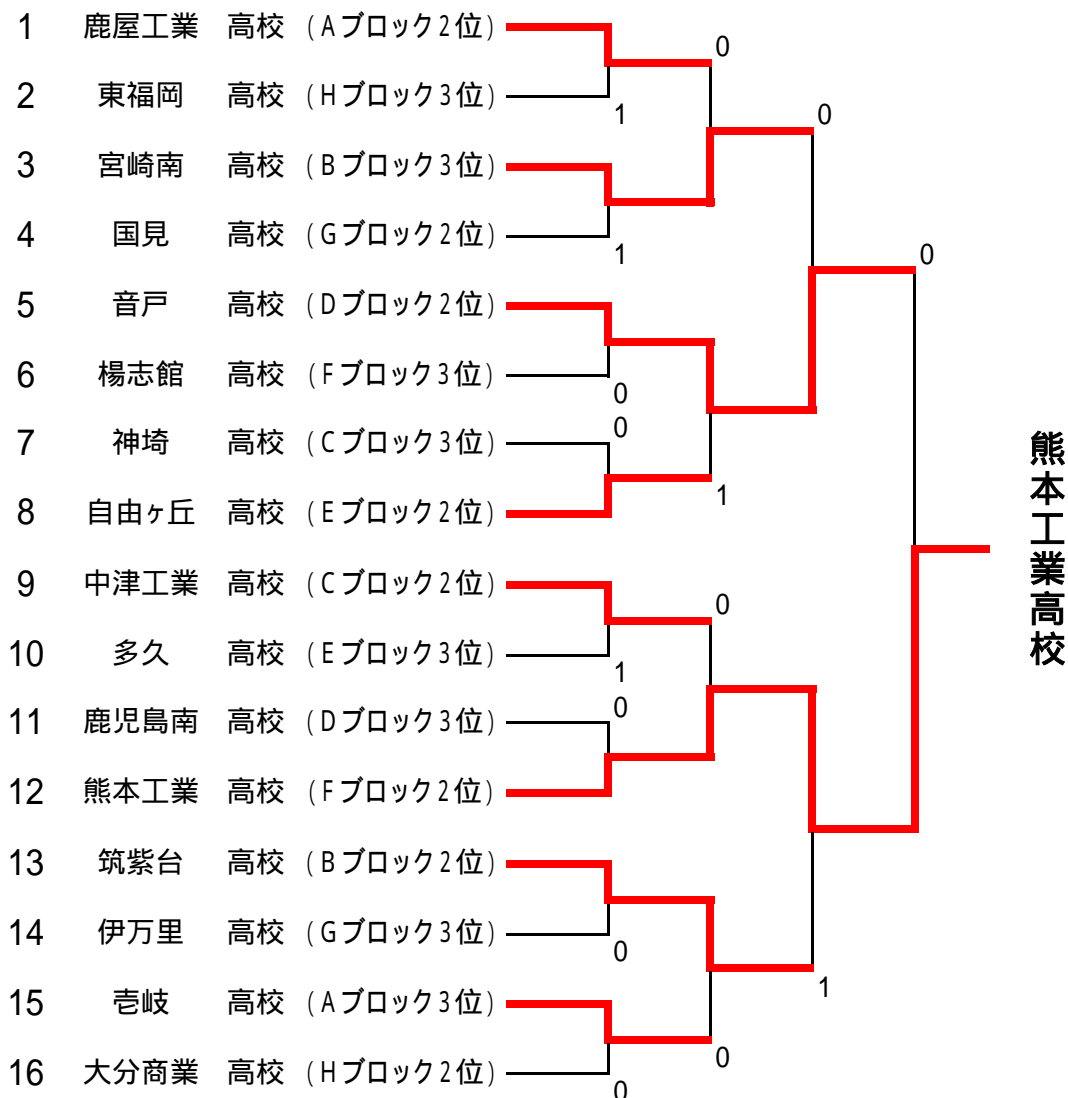 1 鹿屋工業 高校 (Aブロック2位)
0
2 東福岡 高校 (Hブロック3位)
1
0
3 宮崎南 高校 (Bブロック3位)
4 国見 高校 (Gブロック2位)
1
0
5 音戸 高校 (Dブロック2位)
6 楊志館 高校 (Fブロック3位)
0
0
7 神埼 高校 (Cブロック3位)
1
8 自由ヶ丘 高校 (Eブロック2位)
熊本工業高校
9 中津工業 高校 (Cブロック2位)
0
10 多久 高校 (Eブロック3位)
1
0
11 鹿児島南 高校 (Dブロック3位)
12 熊本工業 高校 (Fブロック2位)
13 筑紫台 高校 (Bブロック2位)
14 伊万里 高校 (Gブロック3位)
0
1
15 壱岐 高校 (Aブロック3位)
0
16 大分商業 高校 (Hブロック2位)
0